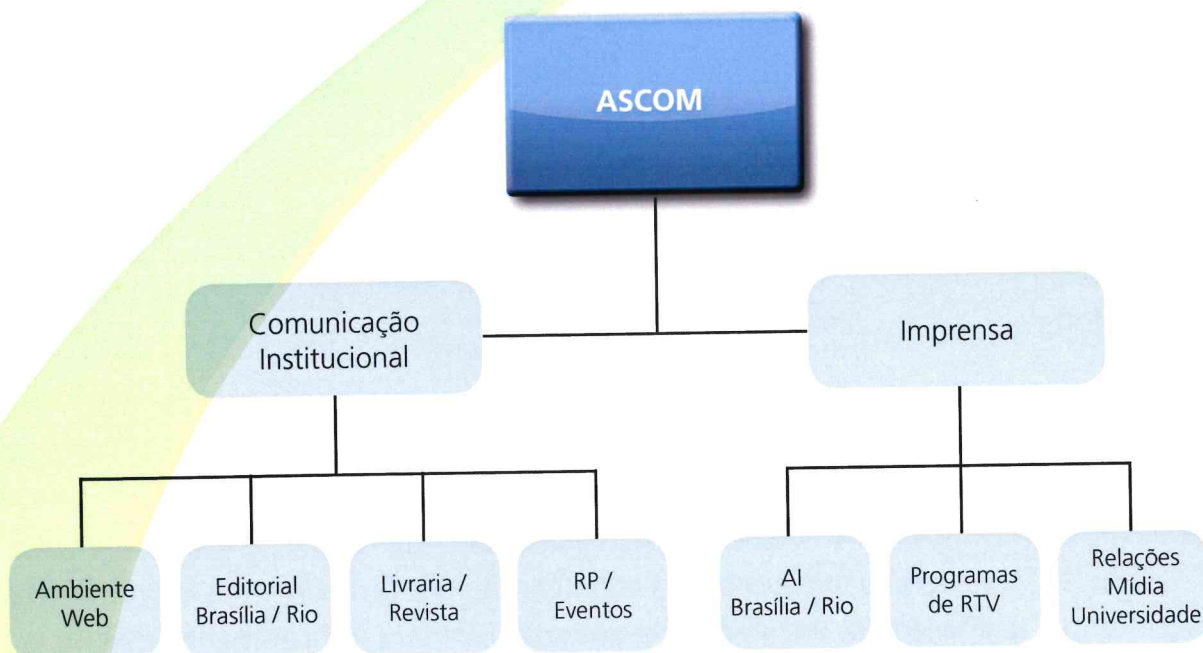 ASCOM
Comunicação
Institucional
Imprensa
Ambiente
Web
Editorial
Brasília / Rio
Livraria /
Revista
RP /
Eventos
AI
Brasília / Rio
Programas
de RTV
Relações
Mídia
Universidade